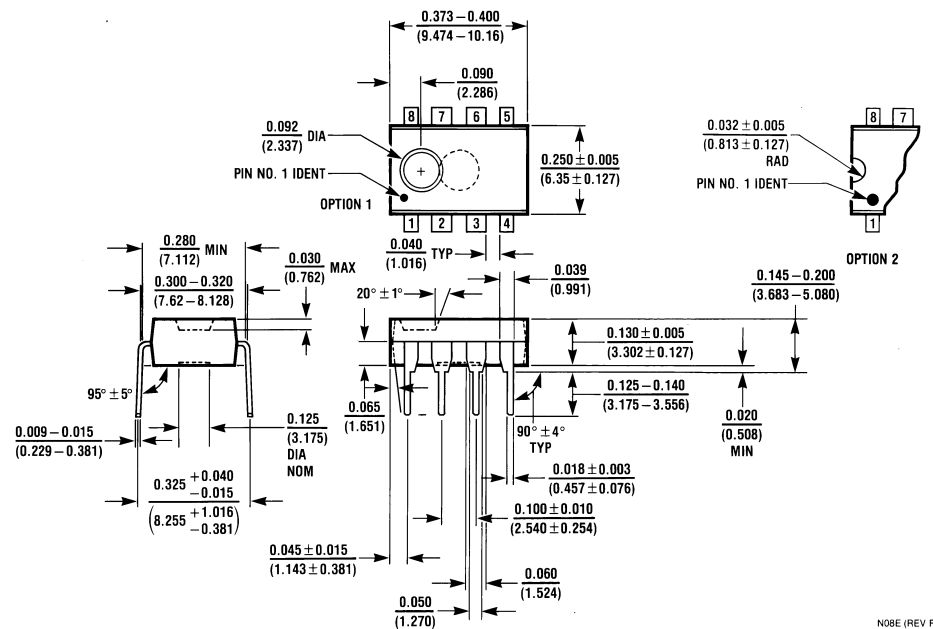 0.373 – 0.400
(9.474 – 10.16)
0.090
(2.286)
8 7 6 5
0.092 DIA
(2.337)
PIN NO. 1 IDENT
OPTION 1
0.250 ± 0.005
(6.35 ± 0.127)
1 2 3 4
0.032 ± 0.005
(0.813 ± 0.127)
RAD
PIN NO. 1 IDENT
8 7
1
OPTION 2
0.280 MIN
(7.112)
0.300 – 0.320
(7.62 – 8.128)
0.030 MAX
(0.762)
0.040 TYP
(1.016)
0.039
(0.991)
0.145 – 0.200
(3.683 – 5.080)
20° ± 1°
0.130 ± 0.005
(3.302 ± 0.127)
95° ± 5°
0.065
(1.651)
0.125 – 0.140
(3.175 – 3.556)
0.020
(0.508)
MIN
0.009 – 0.015
(0.229 – 0.381)
0.125
(3.175)
DIA
NOM
90° ± 4°
TYP
0.018 ± 0.003
(0.457 ± 0.076)
0.325 +0.040
–0.015
(8.255 +1.016
–0.381)
0.100 ± 0.010
(2.540 ± 0.254)
0.045 ± 0.015
(1.143 ± 0.381)
0.060
(1.524)
0.050
(1.270)
N08E (REV F